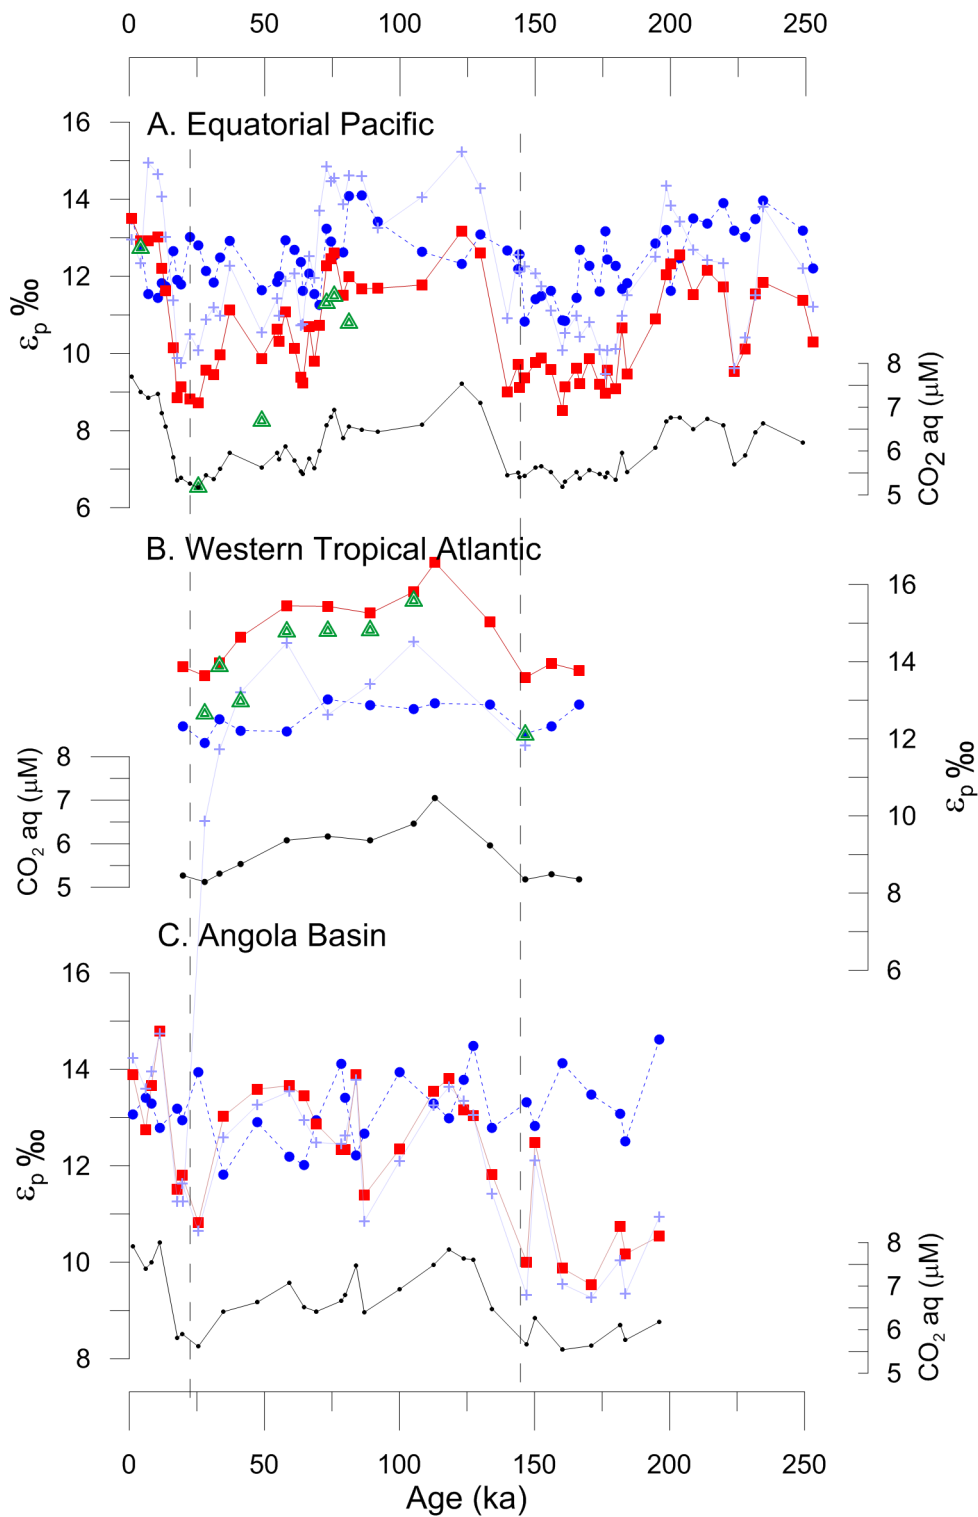 0 50 100 150 200 250
A. Equatorial Pacific
16
14
12
10
8
6
εp ‰
8
7
6
5
CO2 aq (μM)
B. Western Tropical Atlantic
16
14
12
10
8
6
εp ‰
8
7
6
5
CO2 aq (μM)
C. Angola Basin
16
14
12
10
8
εp ‰
8
7
6
5
CO2 aq (μM)
0 50 100 150 200 250
Age (ka)